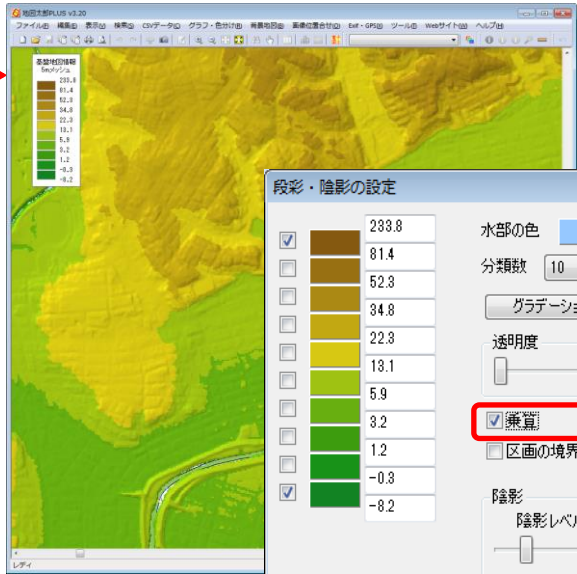 地図太郎PLUS v3.20
ファイル 編集(E) 表示(V) 検索(S) CSVデータ(C) グラフ・色分け(R) 背景地図(B) 画像位置合せ(D) Exif・GPS(X) ツール(T) Webサイト(W) ヘルプ(H)
基盤地図情報
5mメッシュ
233.8
81.4
52.3
34.8
22.3
13.1
5.9
3.2
1.2
-0.3
-8.2
レディ
段彩・陰影の設定
233.8
81.4
52.3
34.8
22.3
13.1
5.9
3.2
1.2
-0.3
-8.2
水部の色
分類数 10
グラデーショ
透明度
乗算
区画の境界
陰影
陰影レベル